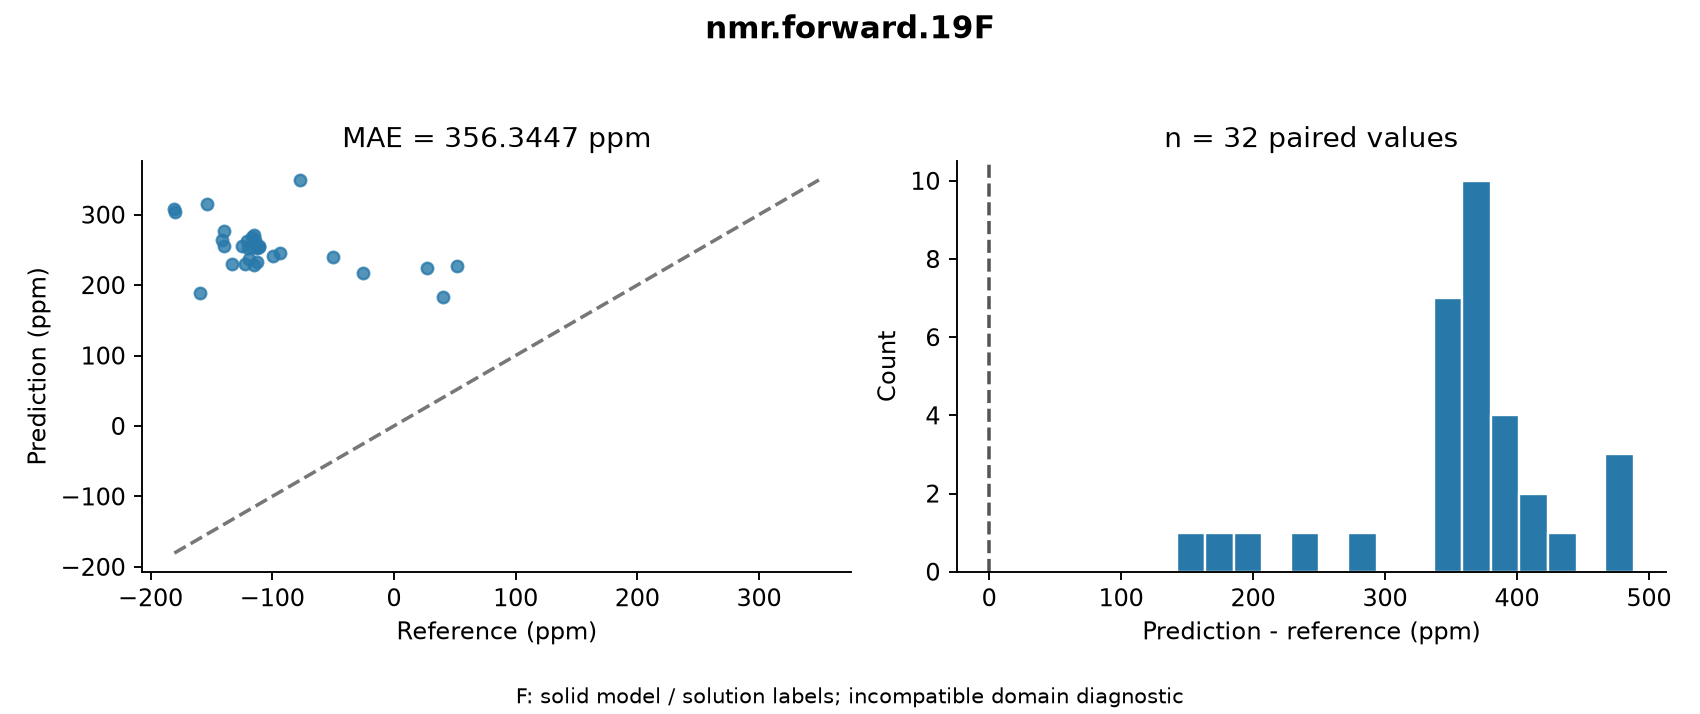 nmr.forward.19F
MAE = 356.3447 ppm
300
200
100
0
−100
−200
Prediction (ppm)
−200 −100 0 100 200 300
Reference (ppm)
n = 32 paired values
10
8
6
4
2
0
Count
0 100 200 300 400 500
Prediction - reference (ppm)
F: solid model / solution labels; incompatible domain diagnostic